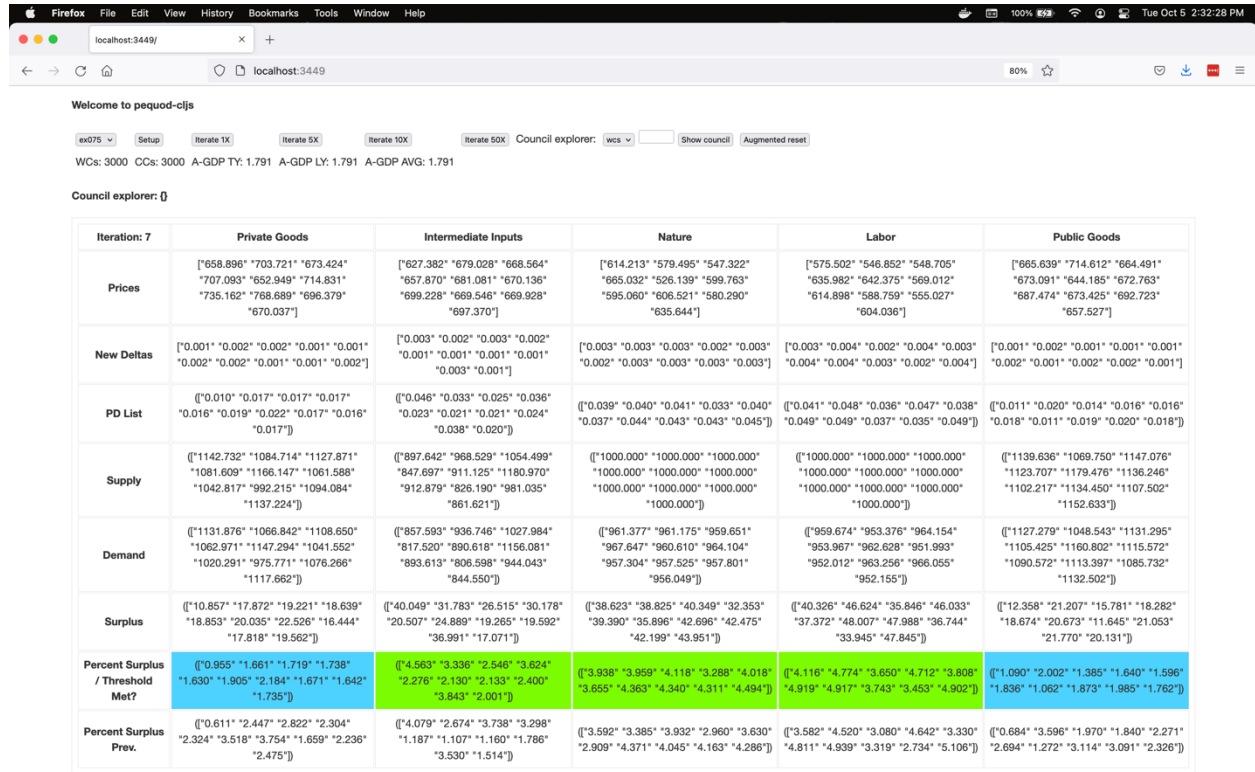 Firefox File Edit View History Bookmarks Tools Window Help 100% Tue Oct 5 2:32:28 PM
localhost:3449/ × +
localhost:3449 80%
Welcome to pequod-cljs
ex075 Setup Iterate 1X Iterate 5X Iterate 10X Iterate 50X Council explorer: wcs Show council Augmented reset
WCs: 3000 CCs: 3000 A-GDP TY: 1.791 A-GDP LY: 1.791 A-GDP AVG: 1.791
Council explorer: {}
Iteration: 7 Private Goods Intermediate Inputs Nature Labor Public Goods
Prices
["658.896" "703.721" "673.424"
"707.093" "652.949" "714.831"
"735.162" "768.689" "696.379"
"670.037"]
["627.382" "679.028" "668.564"
"657.870" "681.081" "670.136"
"699.228" "669.546" "669.928"
"697.370"]
["614.213" "579.495" "547.322"
"665.032" "526.139" "599.763"
"595.060" "606.521" "580.290"
"635.644"]
["575.502" "546.852" "548.705"
"635.982" "642.375" "569.012"
"614.898" "588.759" "555.027"
"604.036"]
["665.639" "714.612" "664.491"
"673.091" "644.185" "672.763"
"687.474" "673.425" "692.723"
"657.527"]
New Deltas
["0.001" "0.002" "0.002" "0.001" "0.001"
"0.002" "0.002" "0.001" "0.001" "0.002"]
["0.003" "0.002" "0.003" "0.002"
"0.001" "0.001" "0.001" "0.001"
"0.003" "0.001"]
["0.003" "0.003" "0.003" "0.002" "0.003"
"0.002" "0.003" "0.003" "0.003" "0.003"]
["0.003" "0.004" "0.002" "0.004" "0.003"
"0.004" "0.004" "0.003" "0.002" "0.004"]
["0.001" "0.002" "0.001" "0.001" "0.001"
"0.002" "0.001" "0.002" "0.002" "0.001"]
PD List
(["0.010" "0.017" "0.017" "0.017"
"0.016" "0.019" "0.022" "0.017" "0.016"
"0.017"])
(["0.046" "0.033" "0.025" "0.036"
"0.023" "0.021" "0.021" "0.024"
"0.038" "0.020"])
(["0.039" "0.040" "0.041" "0.033" "0.040"
"0.037" "0.044" "0.043" "0.043" "0.045"])
(["0.041" "0.048" "0.036" "0.047" "0.038"
"0.049" "0.049" "0.037" "0.035" "0.049"])
(["0.011" "0.020" "0.014" "0.016" "0.016"
"0.018" "0.011" "0.019" "0.020" "0.018"])
Supply
(["1142.732" "1084.714" "1127.871"
"1081.609" "1166.147" "1061.588"
"1042.817" "992.215" "1094.084"
"1137.224"])
(["897.642" "968.529" "1054.499"
"847.697" "911.125" "1180.970"
"912.879" "826.190" "981.035"
"861.621"])
(["1000.000" "1000.000" "1000.000"
"1000.000" "1000.000" "1000.000"
"1000.000" "1000.000" "1000.000"
"1000.000"])
(["1000.000" "1000.000" "1000.000"
"1000.000" "1000.000" "1000.000"
"1000.000" "1000.000" "1000.000"
"1000.000"])
(["1139.636" "1069.750" "1147.076"
"1123.707" "1179.476" "1136.246"
"1102.217" "1134.450" "1107.502"
"1152.633"])
Demand
(["1131.876" "1066.842" "1108.650"
"1062.971" "1147.294" "1041.552"
"1020.291" "975.771" "1076.266"
"1117.662"])
(["857.593" "936.746" "1027.984"
"817.520" "890.618" "1156.081"
"893.613" "806.598" "944.043"
"844.550"])
(["961.377" "961.175" "959.651"
"967.647" "960.610" "964.104"
"957.304" "957.525" "957.801"
"956.049"])
(["959.674" "953.376" "964.154"
"953.967" "962.628" "951.993"
"952.012" "963.256" "966.055"
"952.155"])
(["1127.279" "1048.543" "1131.295"
"1105.425" "1160.802" "1115.572"
"1090.572" "1113.397" "1085.732"
"1132.502"])
Surplus
(["10.857" "17.872" "19.221" "18.639"
"18.853" "20.035" "22.526" "16.444"
"17.818" "19.562"])
(["40.049" "31.783" "26.515" "30.178"
"20.507" "24.889" "19.265" "19.592"
"36.991" "17.071"])
(["38.623" "38.825" "40.349" "32.353"
"39.390" "35.896" "42.696" "42.475"
"42.199" "43.951"])
(["40.326" "46.624" "35.846" "46.033"
"37.372" "48.007" "47.988" "36.744"
"33.945" "47.845"])
(["12.358" "21.207" "15.781" "18.282"
"18.674" "20.673" "11.645" "21.053"
"21.770" "20.131"])
Percent Surplus
/ Threshold
Met?
(["0.955" "1.661" "1.719" "1.738"
"1.630" "1.905" "2.184" "1.671" "1.642"
"1.735"])
(["4.563" "3.336" "2.546" "3.624"
"2.276" "2.130" "2.133" "2.400"
"3.843" "2.001"])
(["3.938" "3.959" "4.118" "3.288" "4.018"
"3.655" "4.363" "4.340" "4.311" "4.494"])
(["4.116" "4.774" "3.650" "4.712" "3.808"
"4.919" "4.917" "3.743" "3.453" "4.902"])
(["1.090" "2.002" "1.385" "1.640" "1.596"
"1.836" "1.062" "1.873" "1.985" "1.762"])
Percent Surplus
Prev.
(["0.611" "2.447" "2.822" "2.304"
"2.324" "3.518" "3.754" "1.659" "2.236"
"2.475"])
(["4.079" "2.674" "3.738" "3.298"
"1.187" "1.107" "1.160" "1.786"
"3.530" "1.514"])
(["3.592" "3.385" "3.932" "2.960" "3.630"
"2.909" "4.371" "4.045" "4.163" "4.286"])
(["3.582" "4.520" "3.080" "4.642" "3.330"
"4.811" "4.939" "3.319" "2.734" "5.106"])
(["0.684" "3.596" "1.970" "1.840" "2.271"
"2.694" "1.272" "3.114" "3.091" "2.326"])